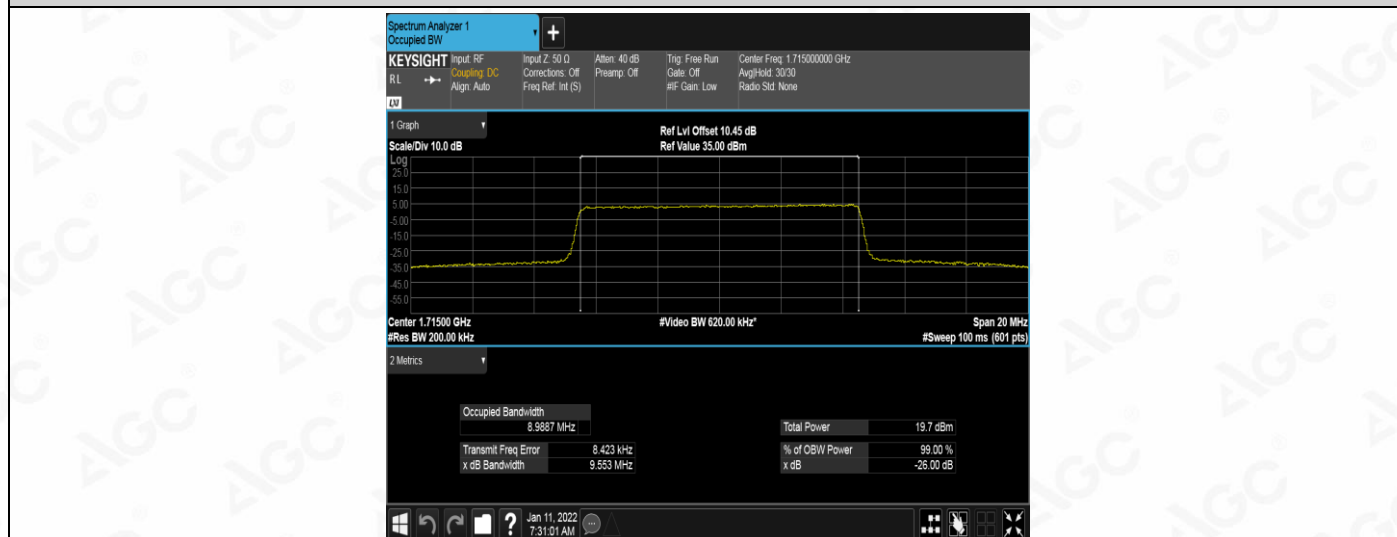 Spectrum Analyzer 1
Occupied BW
+
KEYSIGHT
RL
LXI
Input: RF
Coupling: DC
Align: Auto
Input Z: 50 Ω
Corrections: Off
Freq Ref: Int (S)
Atten: 40 dB
Preamp: Off
Trig: Free Run
Gate: Off
#IF Gain: Low
Center Freq: 1.715000000 GHz
Avg|Hold: 30/30
Radio Std: None
1 Graph
Scale/Div 10.0 dB
Ref Lvl Offset 10.45 dB
Ref Value 35.00 dBm
Log
25.0
15.0
5.00
-5.00
-15.0
-25.0
-35.0
-45.0
-55.0
Center 1.71500 GHz
#Res BW 200.00 kHz
#Video BW 620.00 kHz*
Span 20 MHz
#Sweep 100 ms (601 pts)
2 Metrics
Occupied Bandwidth
8.9887 MHz
Transmit Freq Error 8.423 kHz
x dB Bandwidth 9.553 MHz
Total Power 19.7 dBm
% of OBW Power 99.00 %
x dB -26.00 dB
?
Jan 11, 2022
7:31:01 AM
AGC